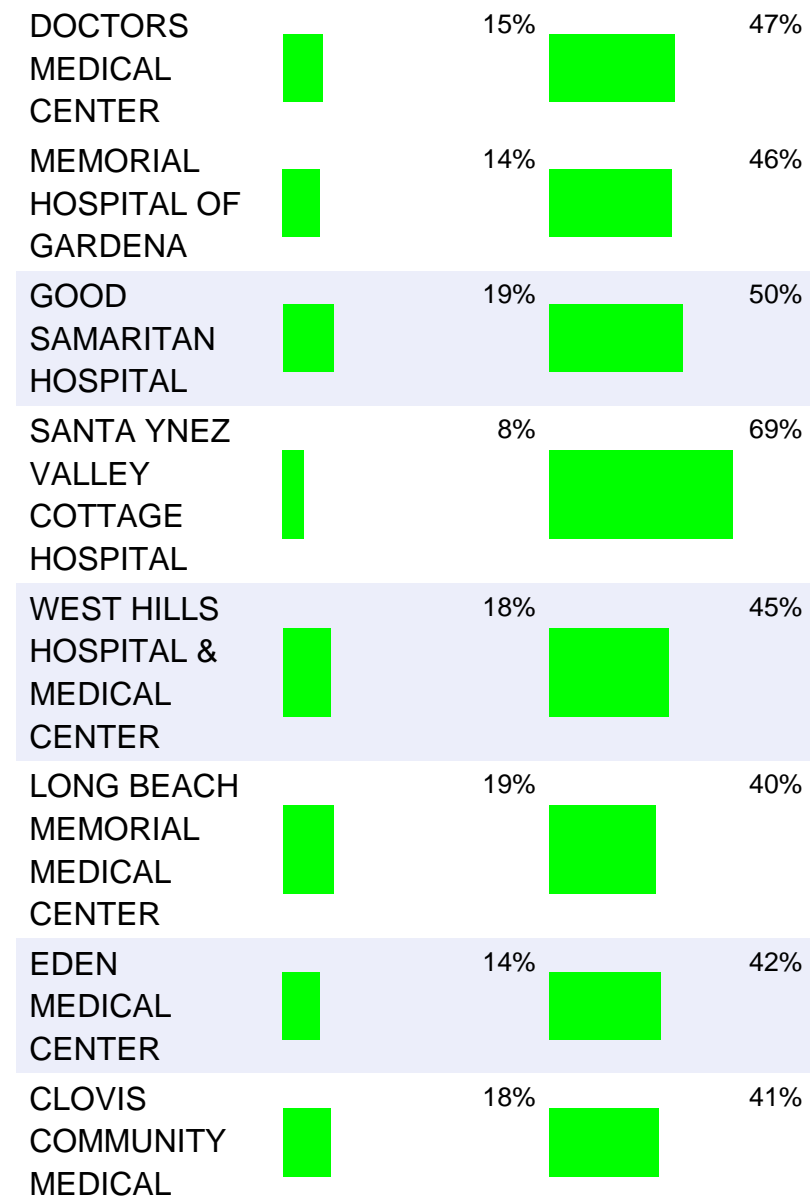 DOCTORS 15% 47%
MEDICAL
CENTER
MEMORIAL 14% 46%
HOSPITAL OF
GARDENA
GOOD 19% 50%
SAMARITAN
HOSPITAL
SANTA YNEZ 8% 69%
VALLEY
COTTAGE
HOSPITAL
WEST HILLS 18% 45%
HOSPITAL &
MEDICAL
CENTER
LONG BEACH 19% 40%
MEMORIAL
MEDICAL
CENTER
EDEN 14% 42%
MEDICAL
CENTER
CLOVIS 18% 41%
COMMUNITY
MEDICAL